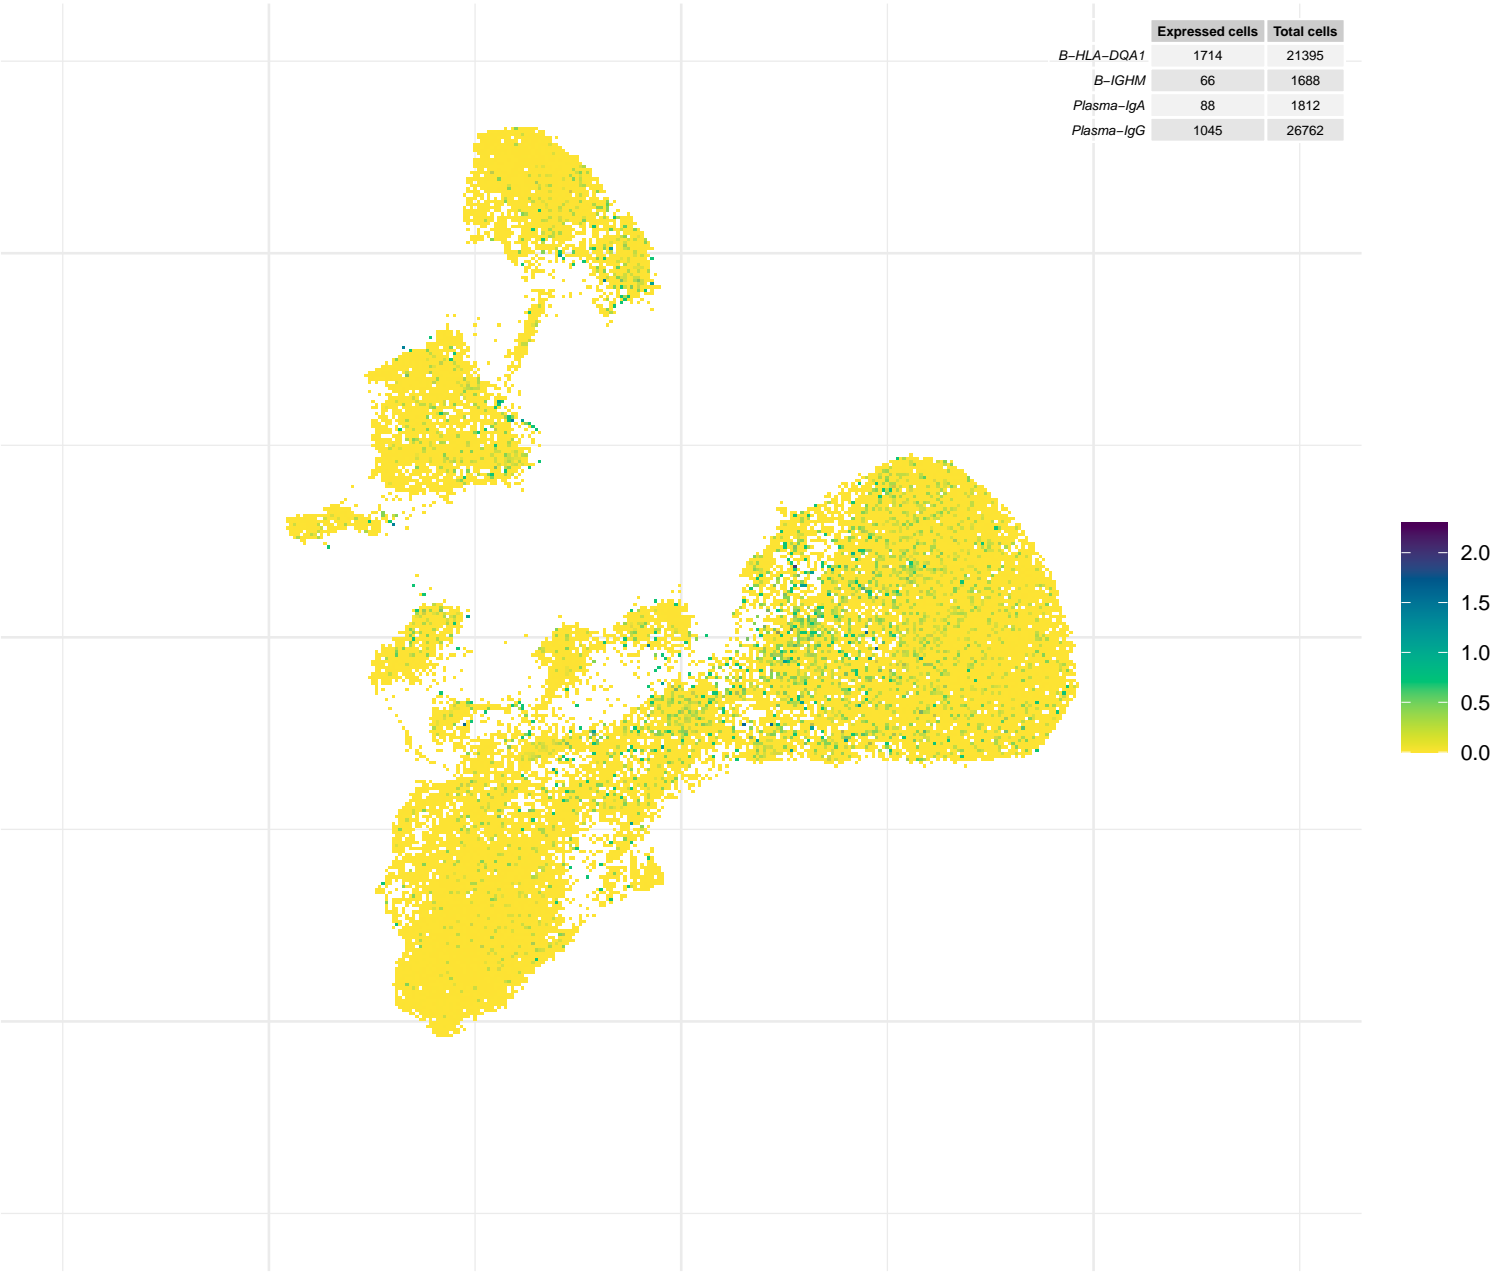 Expressed cells Total cells
B−HLA−DQA1 1714 21395
B−IGHM 66 1688
Plasma−IgA 88 1812
Plasma−IgG 1045 26762
2.0
1.5
1.0
0.5
0.0